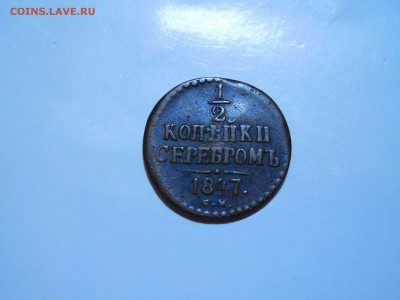 COINS.LAVE.RU
1
2
КОПѢЙКИ
СЕРЕБРОМЪ
1847.
С.М.